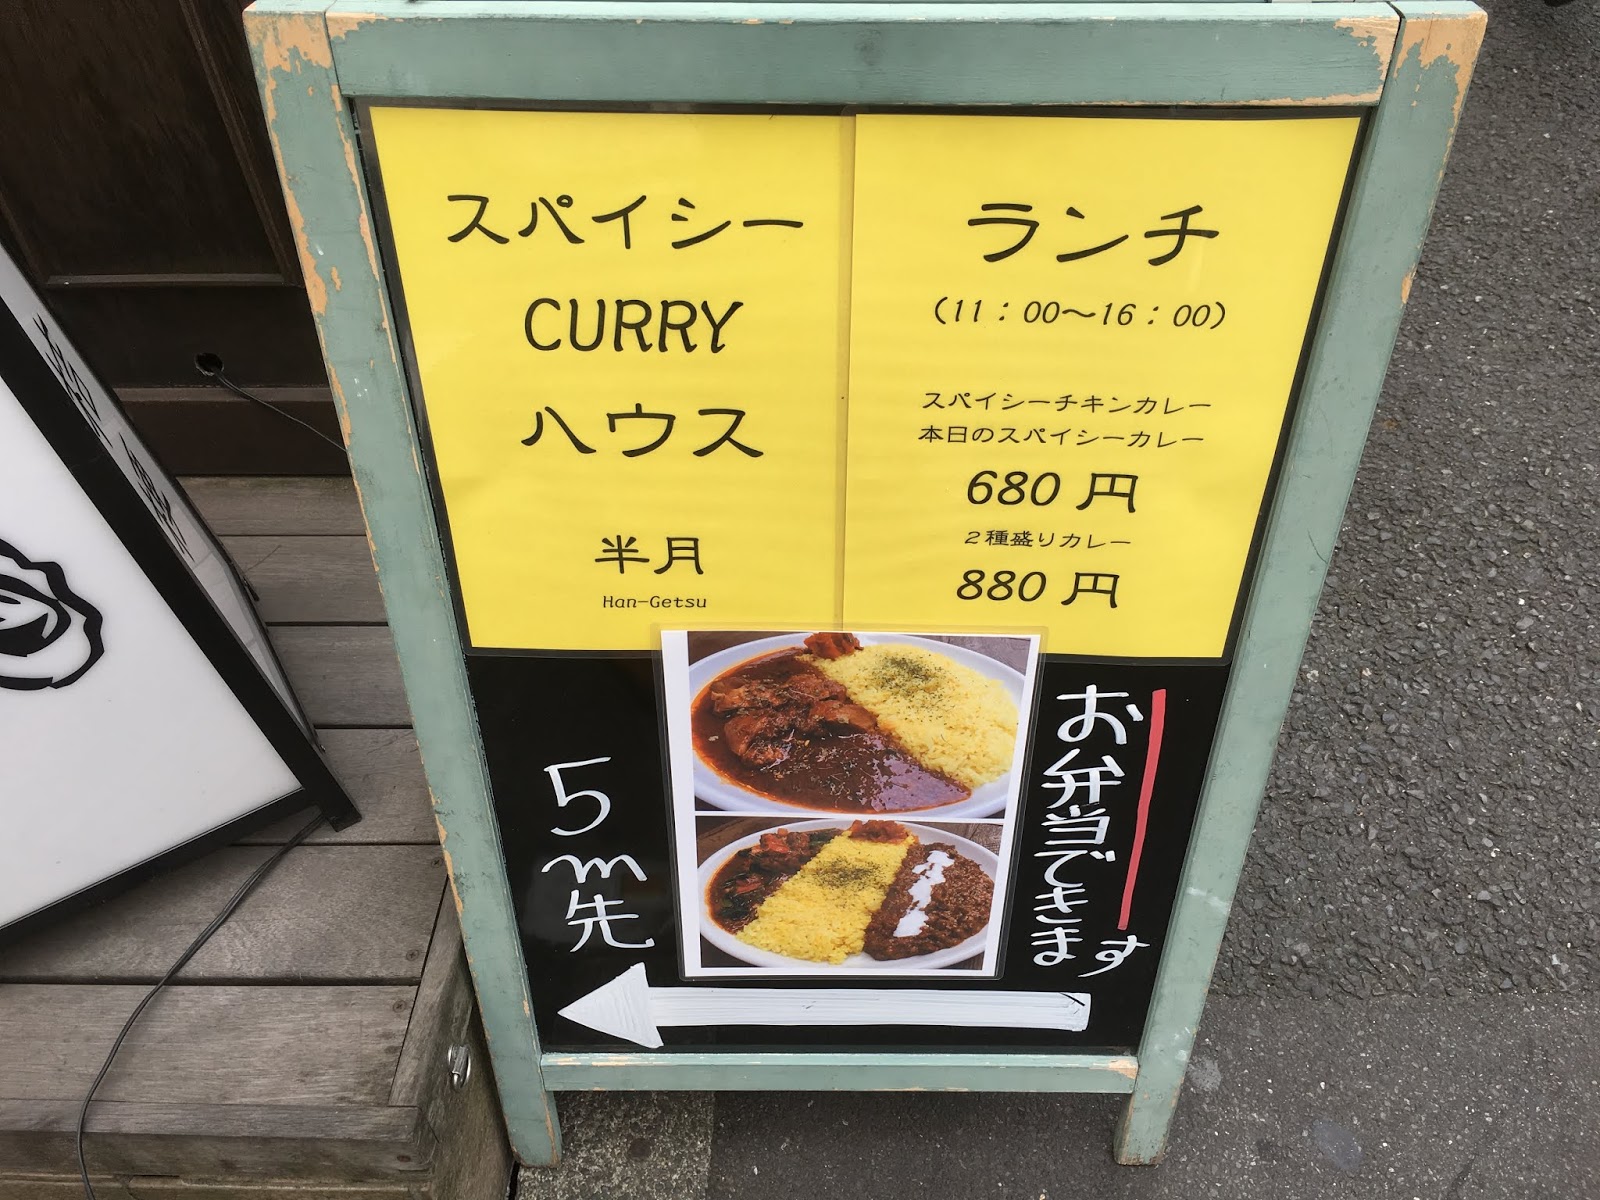 スパイシー
CURRY
ハウス
半月
Han-Getsu
ランチ
（11：00～16：00）
スパイシーチキンカレー
本日のスパイシーカレー
680 円
２種盛りカレー
880 円
お弁当できます
5m先